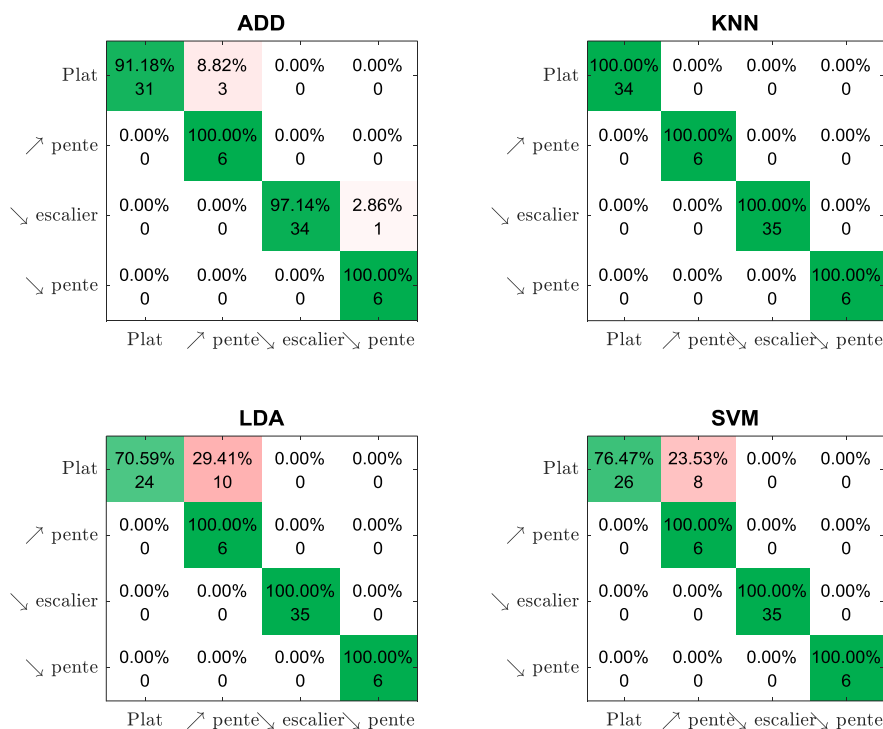 ADD
Plat 91.18% 8.82% 0.00% 0.00%
31 3 0 0
↗ pente 0.00% 100.00% 0.00% 0.00%
0 6 0 0
↘ escalier 0.00% 0.00% 97.14% 2.86%
0 0 34 1
↘ pente 0.00% 0.00% 0.00% 100.00%
0 0 0 6
Plat ↗ pente ↘ escalier ↘ pente
KNN
Plat 100.00% 0.00% 0.00% 0.00%
34 0 0 0
↗ pente 0.00% 100.00% 0.00% 0.00%
0 6 0 0
↘ escalier 0.00% 0.00% 100.00% 0.00%
0 0 35 0
↘ pente 0.00% 0.00% 0.00% 100.00%
0 0 0 6
Plat ↗ pente ↘ escalier ↘ pente
LDA
Plat 70.59% 29.41% 0.00% 0.00%
24 10 0 0
↗ pente 0.00% 100.00% 0.00% 0.00%
0 6 0 0
↘ escalier 0.00% 0.00% 100.00% 0.00%
0 0 35 0
↘ pente 0.00% 0.00% 0.00% 100.00%
0 0 0 6
Plat ↗ pente ↘ escalier ↘ pente
SVM
Plat 76.47% 23.53% 0.00% 0.00%
26 8 0 0
↗ pente 0.00% 100.00% 0.00% 0.00%
0 6 0 0
↘ escalier 0.00% 0.00% 100.00% 0.00%
0 0 35 0
↘ pente 0.00% 0.00% 0.00% 100.00%
0 0 0 6
Plat ↗ pente ↘ escalier ↘ pente